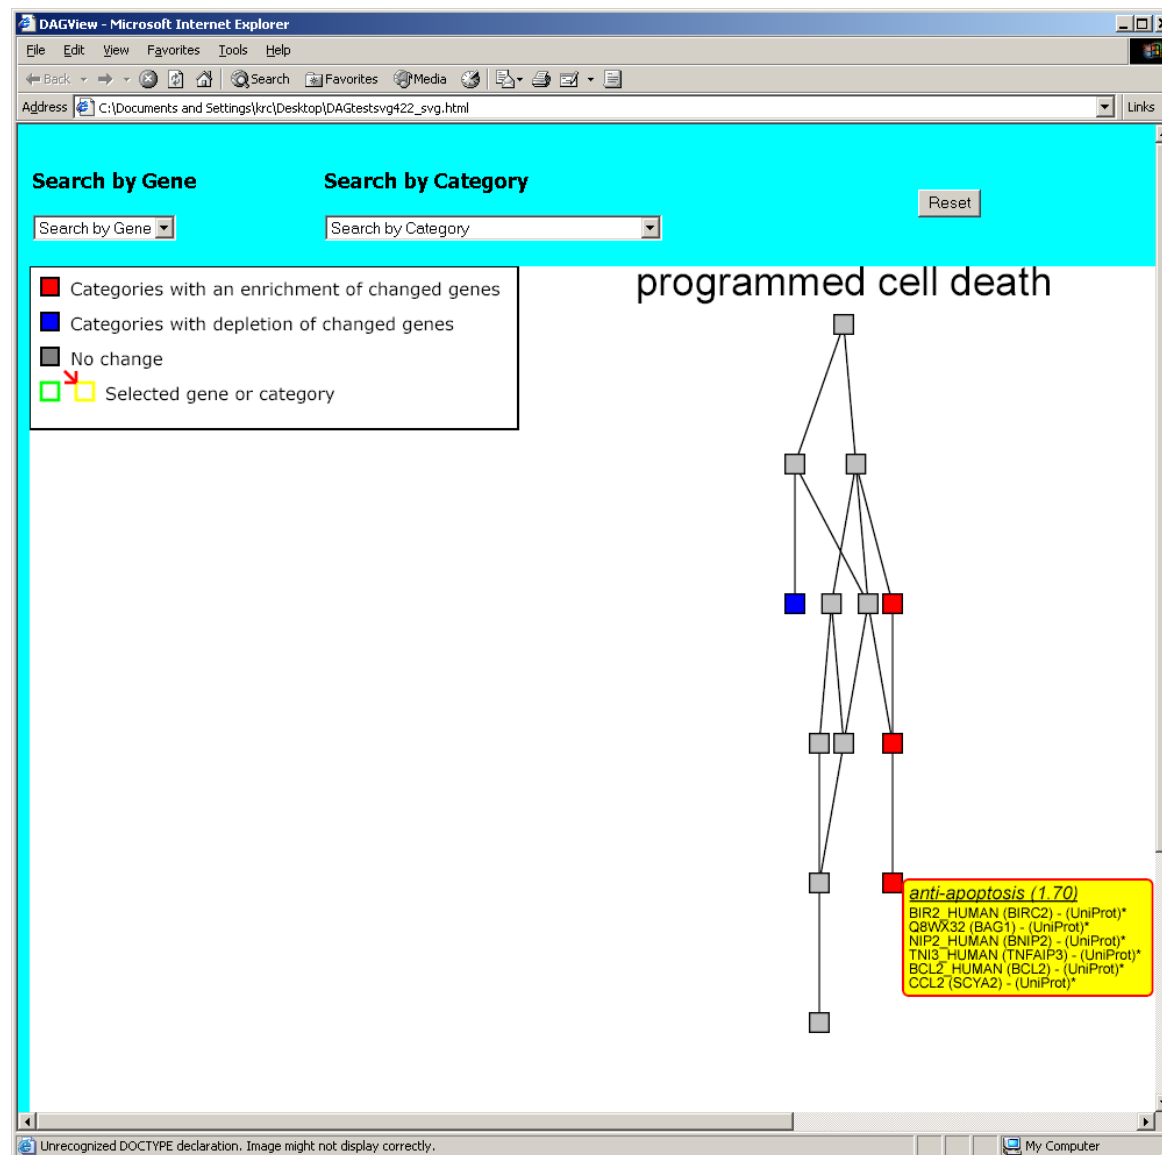 DAGView - Microsoft Internet Explorer
File Edit View Favorites Tools Help
Back Search Favorites Media
Address C:\Documents and Settings\krc\Desktop\DAGtestsvg422_svg.html Links
Search by Gene Search by Category
Reset
Search by Gene Search by Category
programmed cell death
Categories with an enrichment of changed genes
Categories with depletion of changed genes
No change
Selected gene or category
anti-apoptosis (1.70)
BIR2_HUMAN (BIRC2) - (UniProt)*
Q8WX32 (BAG1) - (UniProt)*
NIP2_HUMAN (BNIP2) - (UniProt)*
TNI3_HUMAN (TNFAIP3) - (UniProt)*
BCL2_HUMAN (BCL2) - (UniProt)*
CCL2 (SCYA2) - (UniProt)*
Unrecognized DOCTYPE declaration. Image might not display correctly. My Computer